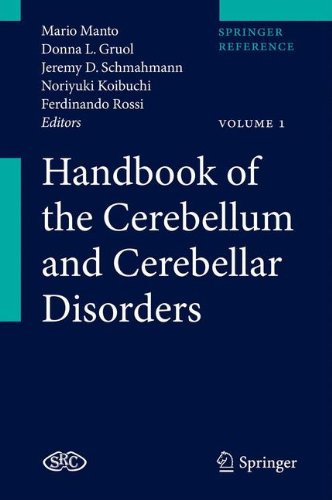 Mario Manto
Donna L. Gruol
Jeremy D. Schmahmann
Noriyuki Koibuchi
Ferdinando Rossi
Editors
SPRINGER
REFERENCE
VOLUME 1
Handbook of
the Cerebellum
and Cerebellar
Disorders
SRC
Springer